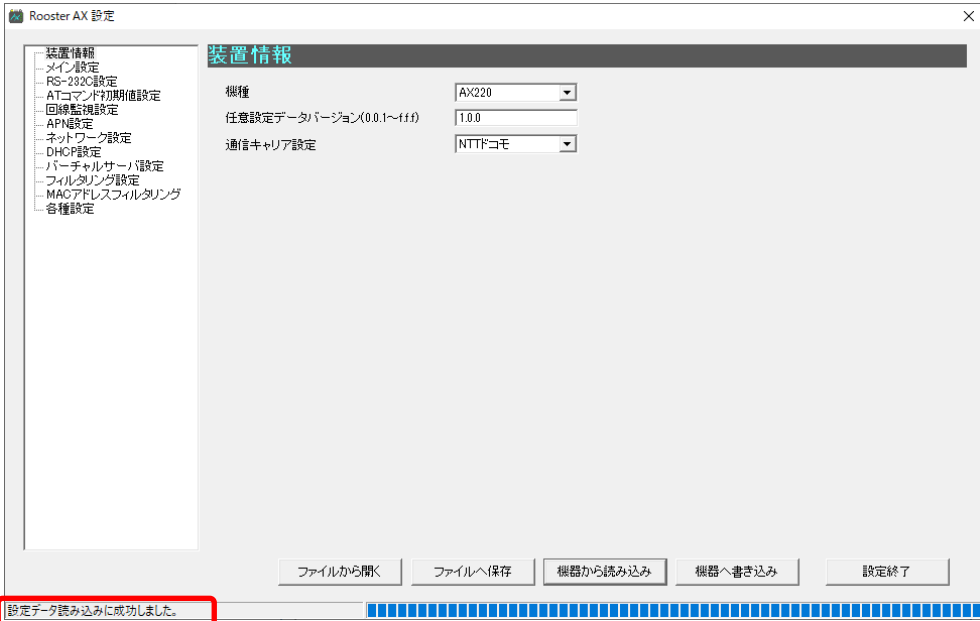 Rooster AX 設定
装置情報
メイン設定
RS-232C設定
ATコマンド初期値設定
回線監視設定
APN設定
ネットワーク設定
DHCP設定
バーチャルサーバ設定
フィルタリング設定
MACアドレスフィルタリング
各種設定
装置情報
機種
AX220
任意設定データバージョン(0.0.1～f.f.f)
1.0.0
通信キャリア設定
NTTドコモ
ファイルから開く
ファイルへ保存
機器から読み込み
機器へ書き込み
設定終了
設定データ読み込みに成功しました。